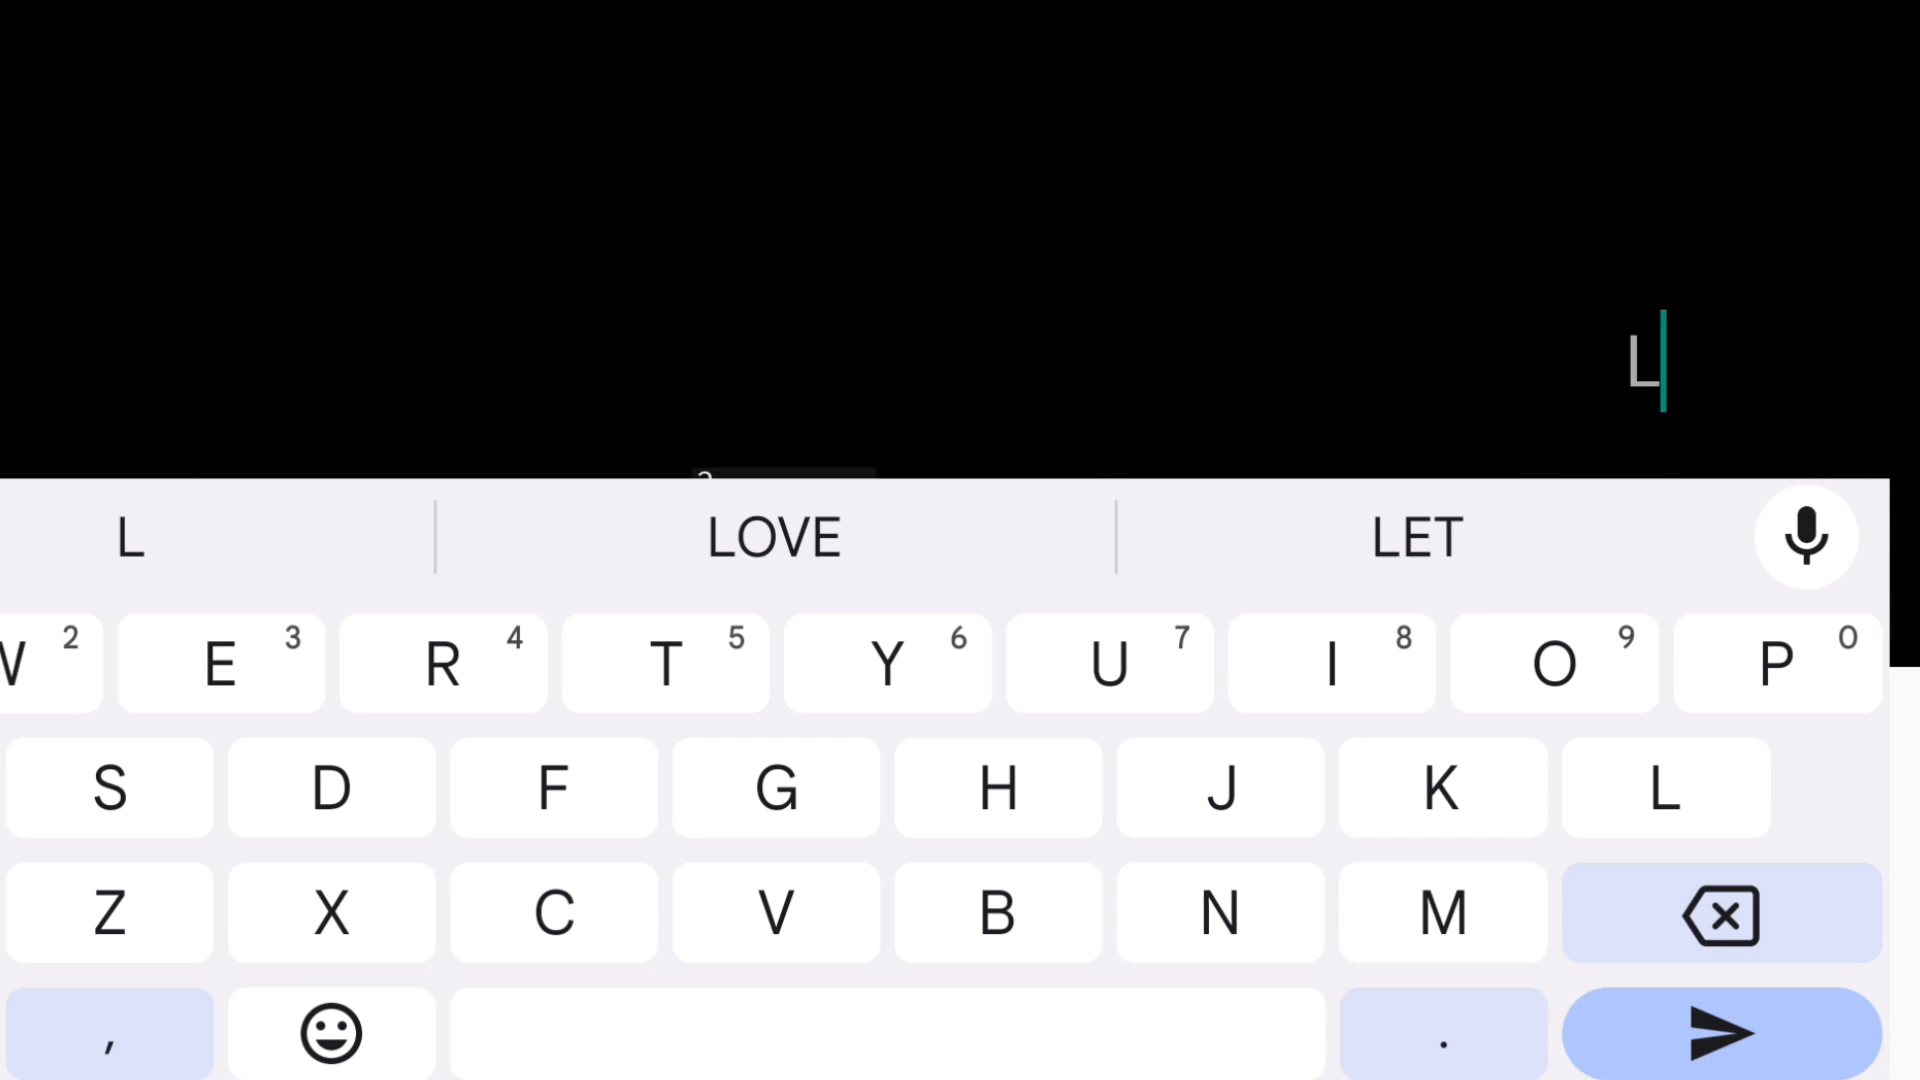 L
L LOVE LET
W 2 E 3 R 4 T 5 Y 6 U 7 I 8 O 9 P 0
S D F G H J K L
Z X C V B N M
, .